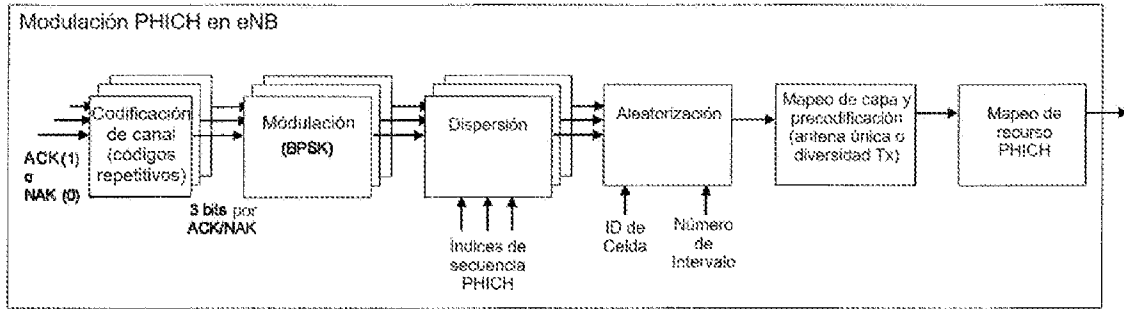 Modulación PHICH en eNB
Codificación
de canal
(códigos
repetitivos)
ACK (1)
o
NAK (0)
3 bits por
ACK/NAK
Modulación
(BPSK)
Dispersión
Índices de
secuencia
PHICH
Aleatorización
ID de
Celda
Número
de
Intervalo
Mapeo de capa y
precodificación
(antena única o
diversidad Tx)
Mapeo de
recurso
PHICH